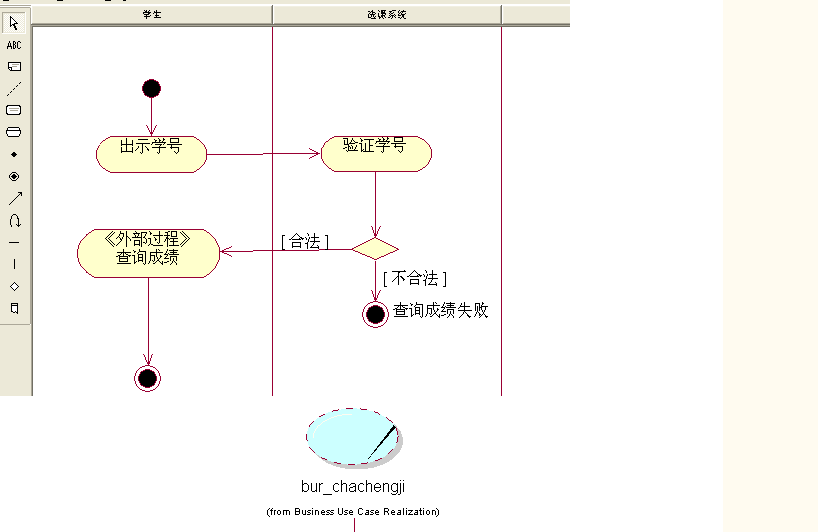 学生
选课系统
ABC
出示学号
验证学号
《外部过程》
查询成绩
[ 合法 ]
[ 不合法 ]
查询成绩失败
bur_chachengji
(from Business Use Case Realization)